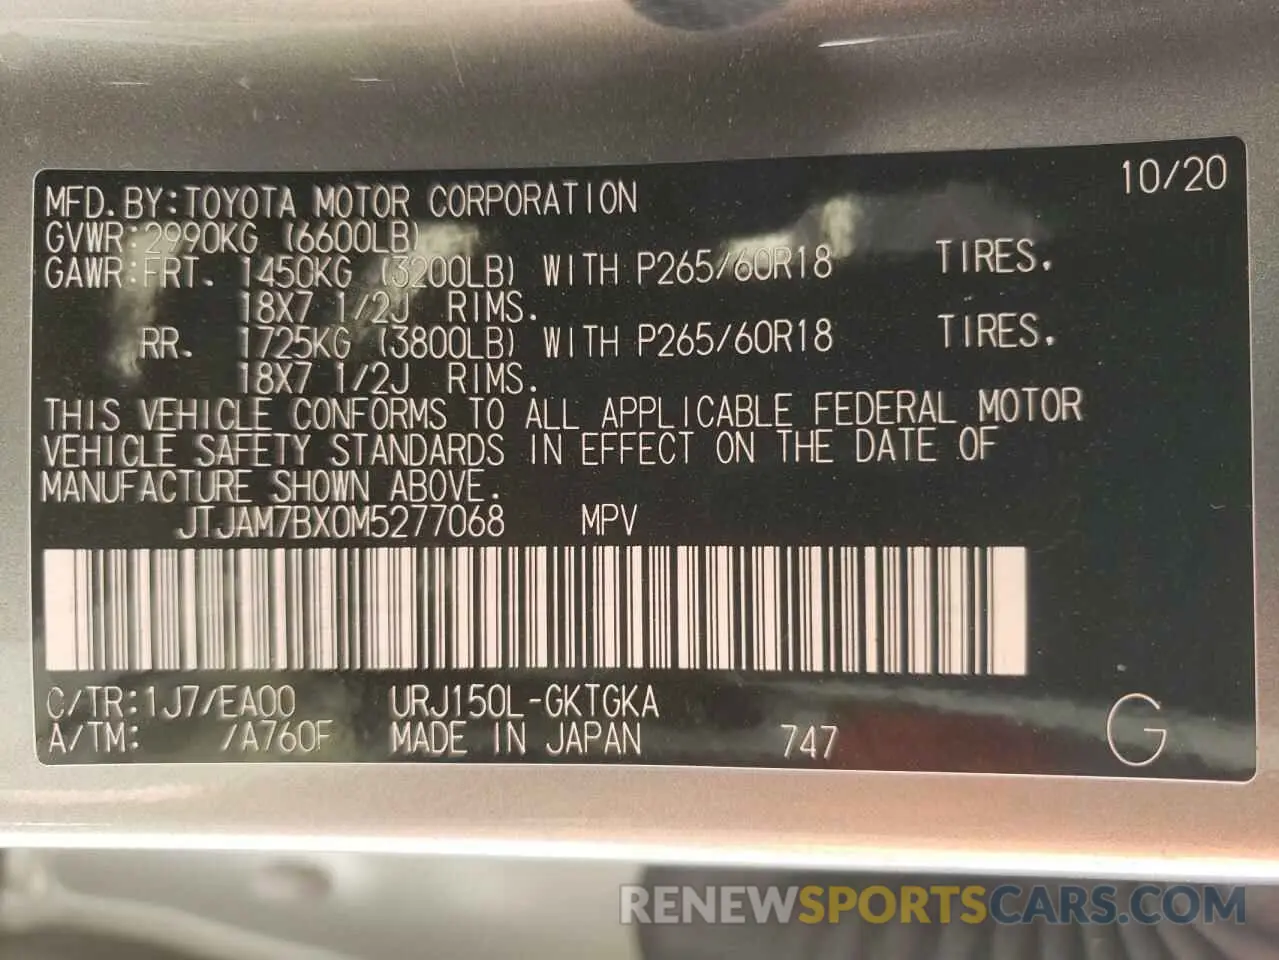 10/20
MFD.BY:TOYOTA MOTOR CORPORATION
GVWR:2990KG (6600LB)
GAWR:FRT. 1450KG (3200LB) WITH P265/60R18 TIRES.
18X7 1/2J RIMS.
RR. 1725KG (3800LB) WITH P265/60R18 TIRES.
18X7 1/2J RIMS.
THIS VEHICLE CONFORMS TO ALL APPLICABLE FEDERAL MOTOR
VEHICLE SAFETY STANDARDS IN EFFECT ON THE DATE OF
MANUFACTURE SHOWN ABOVE.
JTJAM7BX0M5277068 MPV
C/TR:1J7/EA00 URJ150L-GKTGKA
A/TM: /A760F MADE IN JAPAN 747 G
RENEWSPORTSCARS.COM